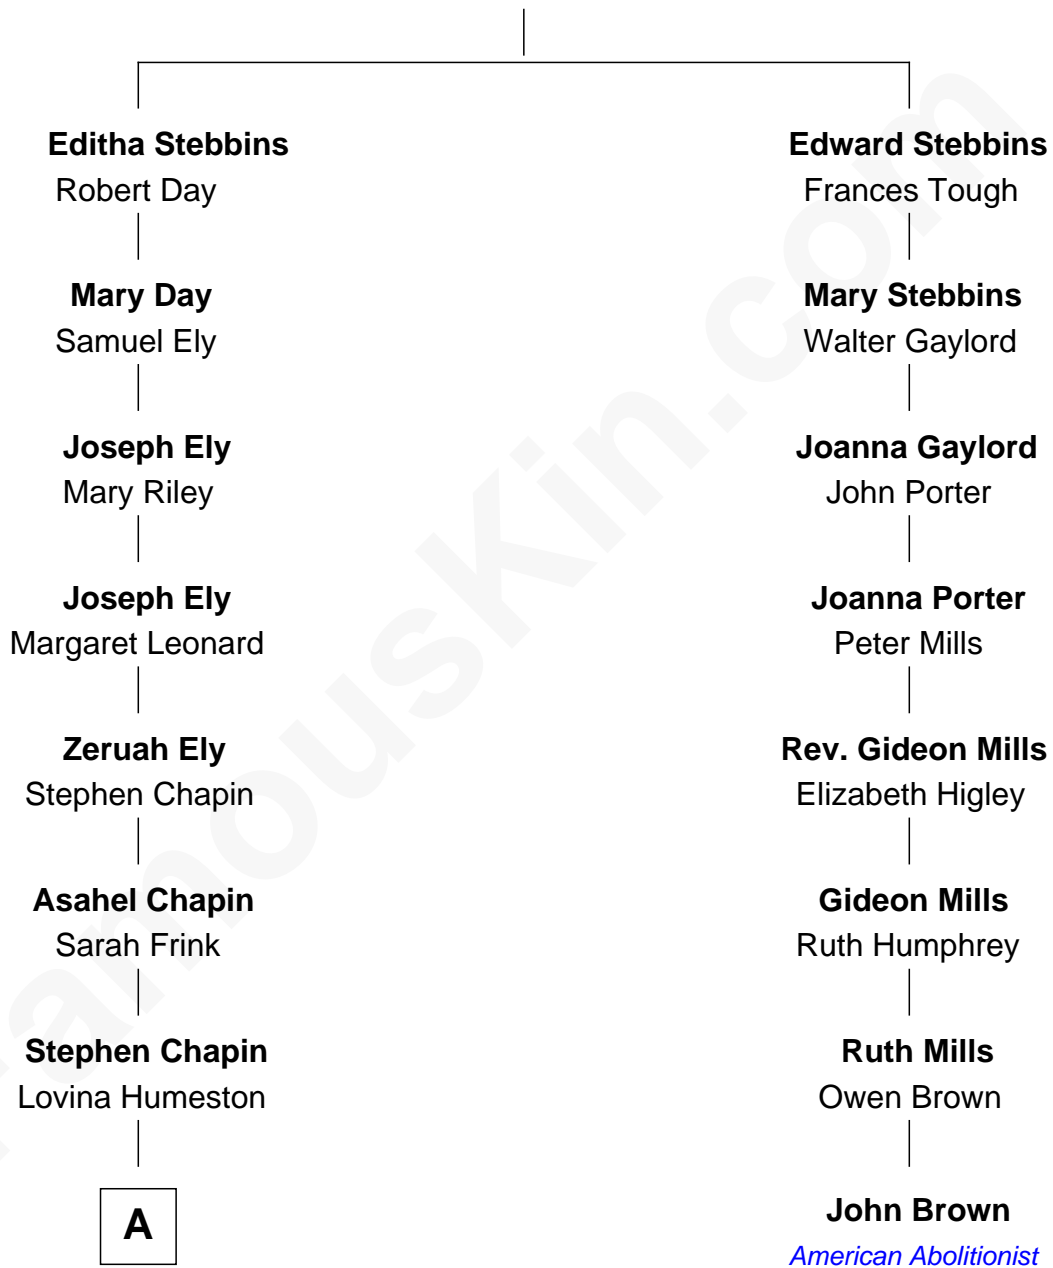 Editha Stebbins
Robert Day
Mary Day
Samuel Ely
Joseph Ely
Mary Riley
Joseph Ely
Margaret Leonard
Zeruah Ely
Stephen Chapin
Asahel Chapin
Sarah Frink
Stephen Chapin
Lovina Humeston
A
Edward Stebbins
Frances Tough
Mary Stebbins
Walter Gaylord
Joanna Gaylord
John Porter
Joanna Porter
Peter Mills
Rev. Gideon Mills
Elizabeth Higley
Gideon Mills
Ruth Humphrey
Ruth Mills
Owen Brown
John Brown
American Abolitionist
FamousKin.com